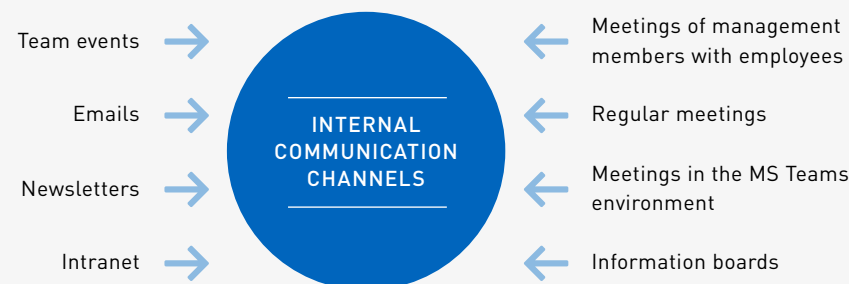 Team events
Emails
Newsletters
Intranet
INTERNAL
COMMUNICATION
CHANNELS
Meetings of management
members with employees
Regular meetings
Meetings in the MS Teams
environment
Information boards